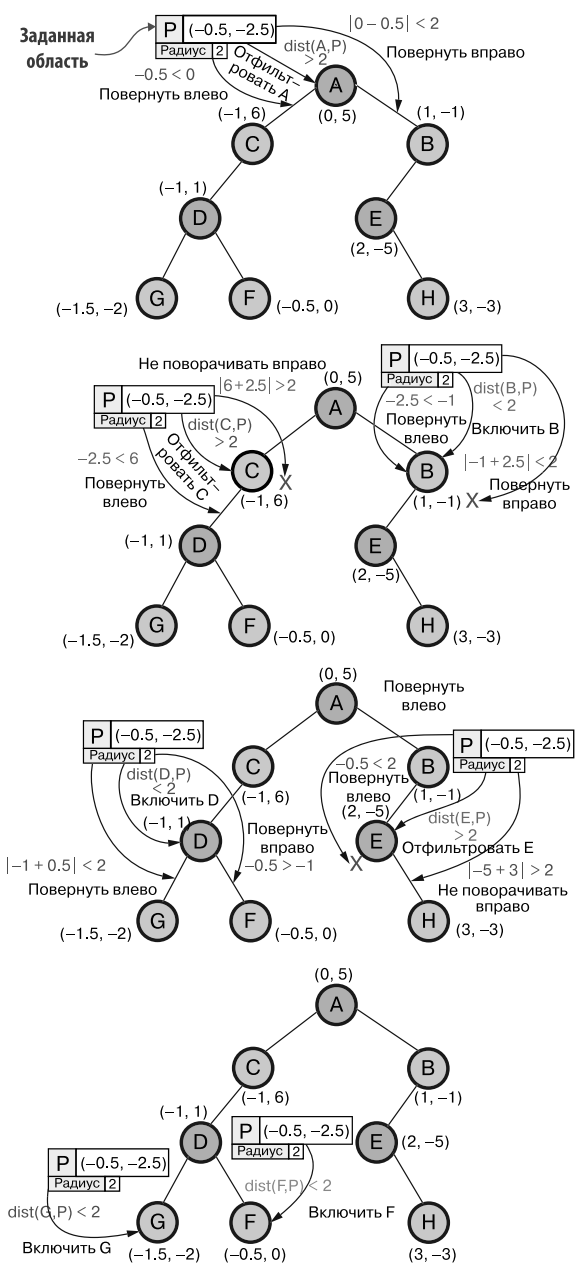 Заданная
область
P (−0.5, −2.5)
Радиус 2
|0 − 0.5| < 2
Повернуть вправо
dist(A,P)
> 2
Отфильт-
ровать A
−0.5 < 0
Повернуть влево
A
(0, 5)
(−1, 6)
C
(1, −1)
B
(−1, 1)
D
E
(2, −5)
G
(−1.5, −2)
F
(−0.5, 0)
H
(3, −3)
Не поворачивать вправо
|6 + 2.5| > 2
P (−0.5, −2.5)
Радиус 2
dist(C,P)
> 2
Отфильт-
ровать C
−2.5 < 6
Повернуть
влево
(0, 5)
A
P (−0.5, −2.5)
Радиус 2
−2.5 < −1
Повернуть
влево
dist(B,P)
< 2
Включить B
|−1 + 2.5| < 2
Повернуть
вправо
C
X
(−1, 6)
B
(1, −1)
X
(−1, 1)
D
E
(2, −5)
G
(−1.5, −2)
F
(−0.5, 0)
H
(3, −3)
(0, 5)
A
Повернуть
влево
P (−0.5, −2.5)
Радиус 2
dist(D,P)
< 2
Включить D
(−1, 1)
D
|−1 + 0.5| < 2
Повернуть влево
C
(−1, 6)
Повернуть
вправо
−0.5 > −1
P (−0.5, −2.5)
Радиус 2
−0.5 < 2
Повернуть
влево
B
(1, −1)
(2, −5)
E
X
dist(E,P)
> 2
Отфильтровать E
|−5 + 3| > 2
Не поворачивать
вправо
G
(−1.5, −2)
F
(−0.5, 0)
H
(3, −3)
(0, 5)
A
C
(−1, 6)
B
(1, −1)
(−1, 1)
D
P (−0.5, −2.5)
Радиус 2
E
(2, −5)
P (−0.5, −2.5)
Радиус 2
dist(G,P) < 2
Включить G
G
(−1.5, −2)
dist(F,P) < 2
Включить F
F
(−0.5, 0)
H
(3, −3)